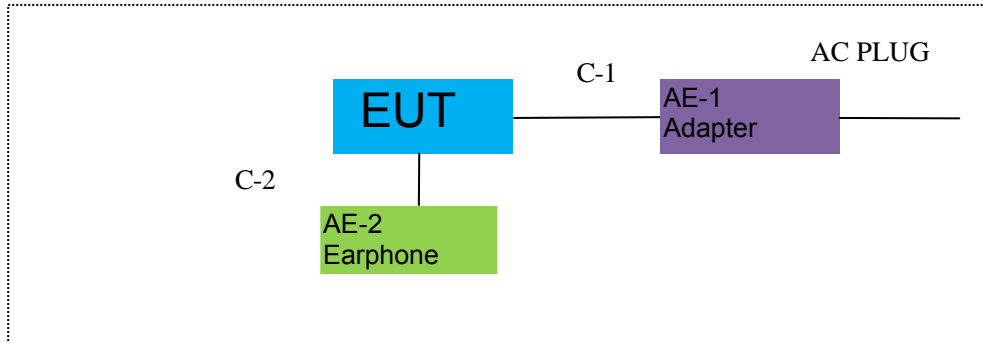 AC PLUG
C-1
EUT
AE-1
Adapter
C-2
AE-2
Earphone